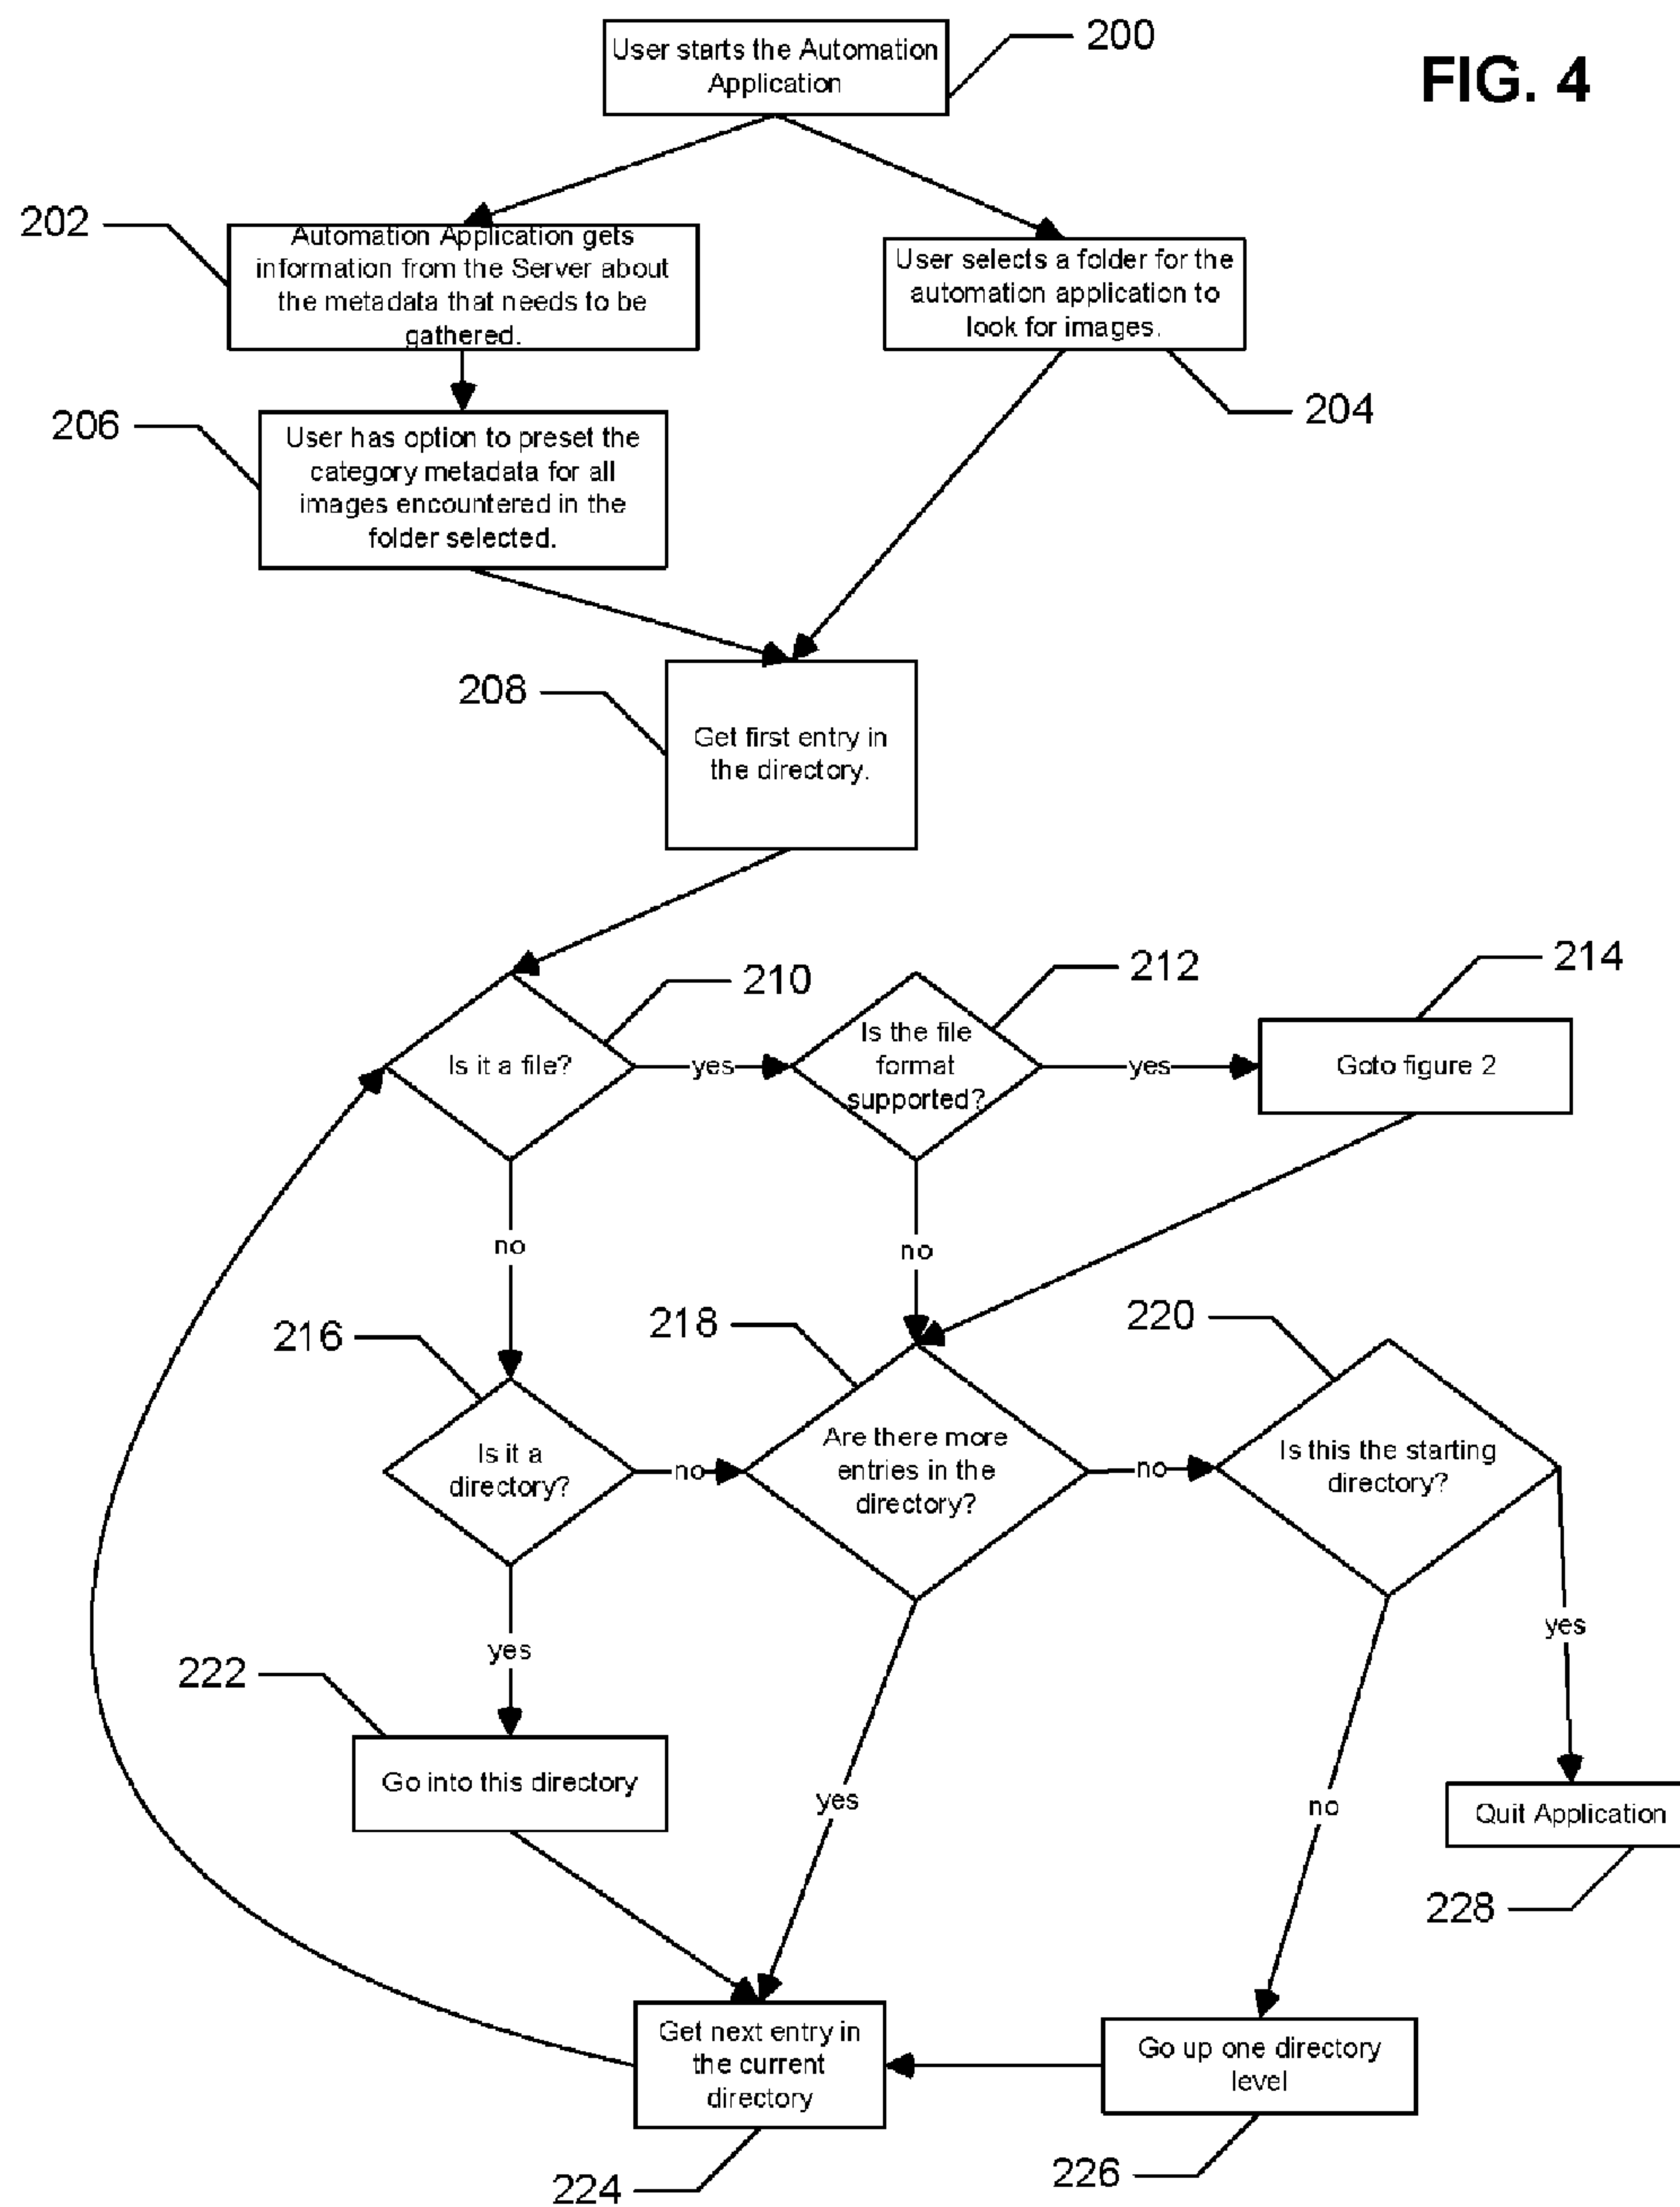 User starts the Automation
Application
200
FIG. 4
202
Automation Application gets
information from the Server about
the metadata that needs to be
gathered.
User selects a folder for the
automation application to
look for images.
204
206
User has option to preset the
category metadata for all
images encountered in the
folder selected.
208
Get first entry in
the directory.
210
212
214
Is it a file?
yes
Is the file
format
supported?
yes
Goto figure 2
no
no
216
218
220
Is it a
directory?
no
Are there more
entries in the
directory?
no
Is this the starting
directory?
yes
yes
222
Go into this directory
yes
no
Quit Application
228
Get next entry in
the current
directory
Go up one directory
level
224
226